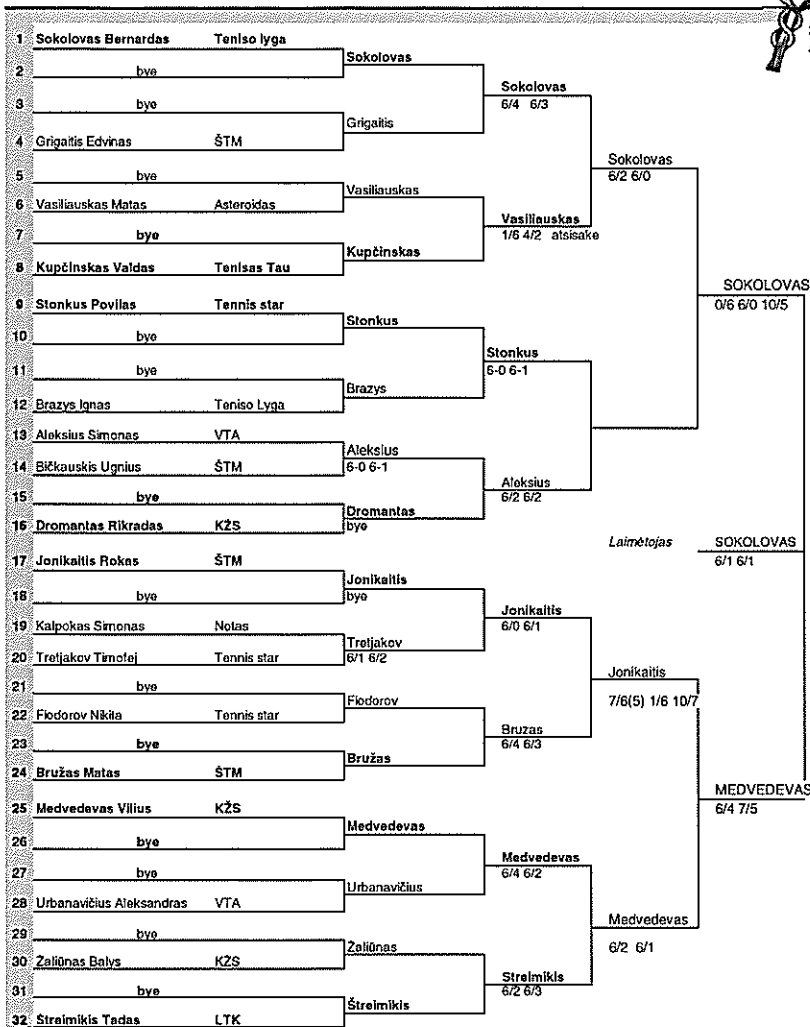 1 Sokolovas Bernardas Teniso lyga
Sokolovas
2 bye
Sokolovas
6/4 6/3
3 bye
Grigaitis
4 Grigaitis Edvinas ŠTM
Sokolovas
6/2 6/0
5 bye
Vasiliauskas
6 Vasiliauskas Matas Asteroidas
Vasiliauskas
1/6 4/2 atsisake
7 bye
Kupčinskas
8 Kupčinskas Valdas Tenisas Tau
SOKOLOVAS
0/6 6/0 10/5
9 Stonkus Povilas Tennis star
Stonkus
10 bye
Stonkus
6-0 6-1
11 bye
Brazys
12 Brazys Ignas Teniso Lyga
13 Aleksius Simonas VTA
Aleksius
6-0 6-1
14 Bičkauskis Ugnius ŠTM
Aleksius
6/2 6/2
15 bye
Dromantas
bye
16 Dromantas Rikradas KŽS
Laimėtojas SOKOLOVAS
6/1 6/1
17 Jonikaitis Rokas ŠTM
Jonikaitis
bye
18 bye
Jonikaitis
6/0 6/1
19 Kalpokas Simonas Notas
Tretjakov
6/1 6/2
20 Tretjakov Timofej Tennis star
Jonikaitis
7/6(5) 1/6 10/7
21 bye
Fiodorov
22 Fiodorov Nikita Tennis star
Bruzas
6/4 6/3
23 bye
Bružas
24 Bružas Matas ŠTM
MEDVEDEVAS
6/4 7/5
25 Medvedevas Vilius KŽS
Medvedevas
26 bye
Medvedevas
6/4 6/2
27 bye
Urbanavičius
28 Urbanavičius Aleksandras VTA
Medvedevas
6/2 6/1
29 bye
Žaliūnas
30 Žaliūnas Balys KŽS
Streimikis
6/2 6/3
31 bye
Štreimikis
32 Štreimikis Tadas LTK